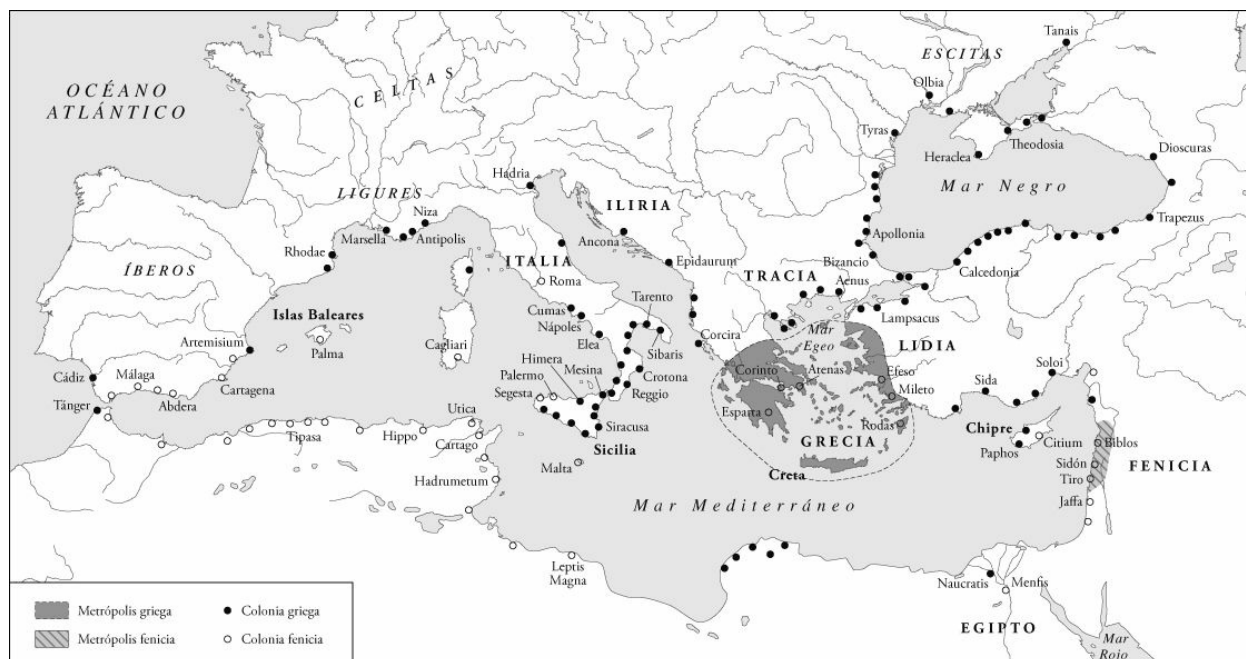 OCÉANO
ATLÁNTICO
CELTAS
ESCITAS
Tanais
Olbia
Tyras
Theodosia
Heraclea
Dioscuras
Mar Negro
Trapezus
Hadria
LIGURES
Niza
Marsella
Antipolis
ILIRIA
Ancona
Rhodae
ITALIA
Epidaurum
Apollonia
ÍBEROS
Roma
TRACIA
Bizancio
Calcedonia
Aenus
Islas Baleares
Cumas
Tarento
Lampsacus
Nápoles
Mar
Egeo
Artemisium
Palma
Cagliari
Elea
Sibaris
Corcira
LIDIA
Soloi
Cádiz
Málaga
Himera
Mesina
Crotona
Corinto
Atenas
Efeso
Sida
Palermo
Abdera
Cartagena
Segesta
Reggio
Mileto
Tánger
Utica
Siracusa
Esparta
Rodas
Chipre
Tipasa
Hippo
Cartago
Sicilia
GRECIA
Citium
Biblos
Paphos
Malta
Creta
Sidón
FENICIA
Hadrumetum
Tiro
Mar Mediterráneo
Jaffa
Leptis
Magna
Naucratis
Menfis
EGIPTO
Mar
Rojo
Metrópolis griega
Colonia griega
Metrópolis fenicia
Colonia fenicia